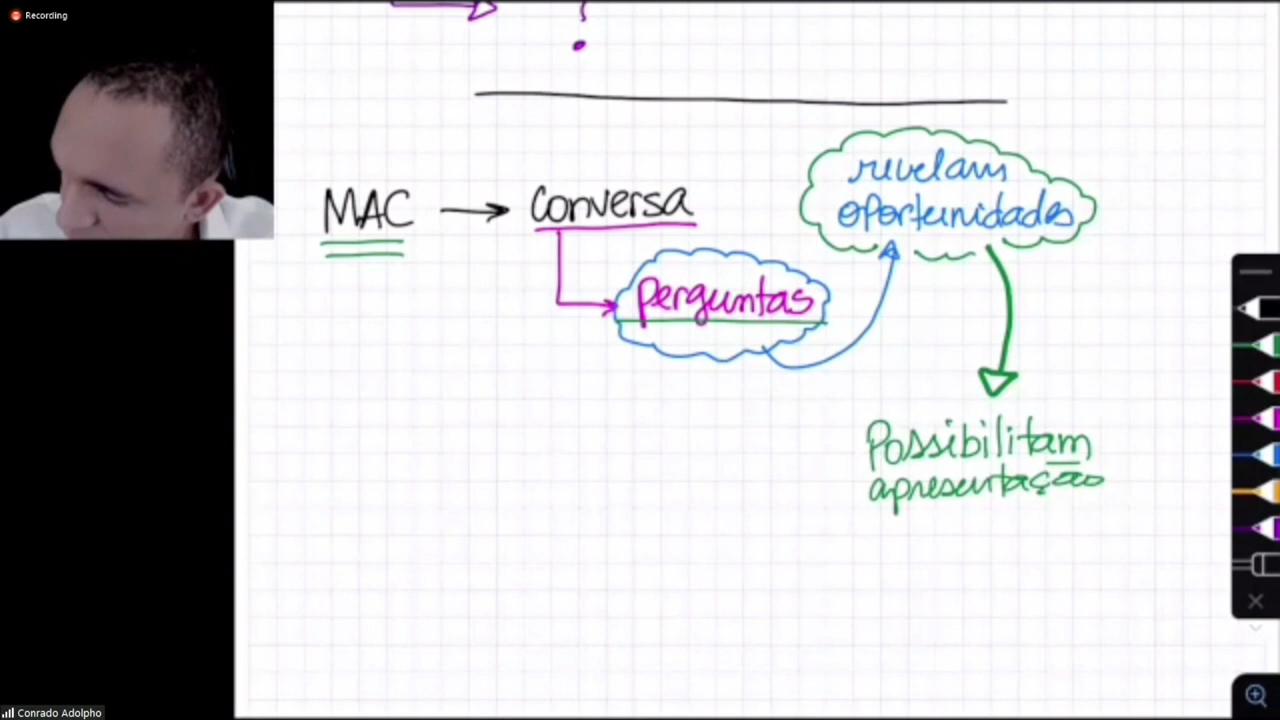 Recording
MAC → conversa
perguntas
revelam
oportunidades
Possibilitam
apresentação
Conrado Adolpho